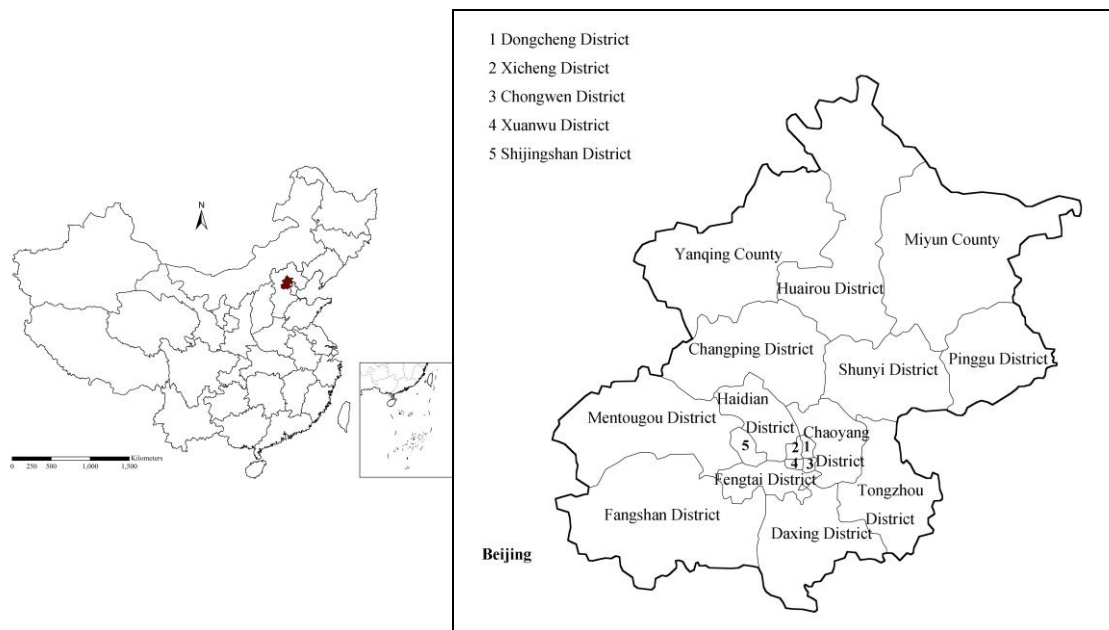 N
0 250 500 1,000 1,500 Kilometers
1 Dongcheng District
2 Xicheng District
3 Chongwen District
4 Xuanwu District
5 Shijingshan District
Miyun County
Yanqing County
Huairou District
Changping District
Shunyi District
Pinggu District
Haidian
District
Mentougou District
Chaoyang
District
5
2 1
4 3
Fengtai District
Tongzhou
District
Fangshan District
Daxing District
Beijing